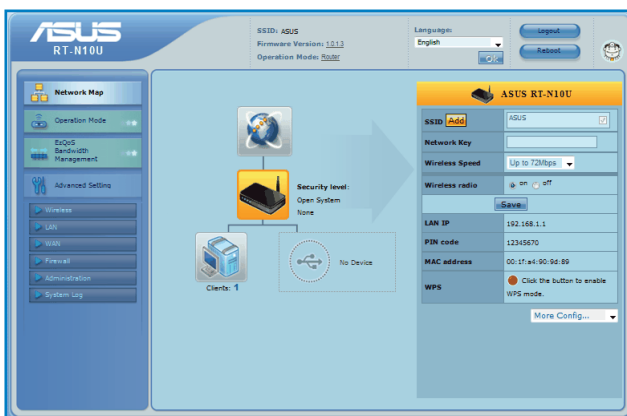 ASUS
RT-N10U
SSID: ASUS
Firmware Version: 1.0.1.3
Operation Mode: Router
Language:
English
OK
Logout
Reboot
Network Map
Operation Mode
EzQoS
Bandwidth
Management
Advanced Setting
Wireless
LAN
WAN
Firewall
Administration
System Log
Security level:
Open System
None
Clients: 1
No Device
ASUS RT-N10U
SSID Add ASUS
Network Key
Wireless Speed Up to 72Mbps
Wireless radio on off
Save
LAN IP 192.168.1.1
PIN code 12345670
MAC address 00:1f:a4:90:9d:89
WPS Click the button to enable
WPS mode.
More Config...